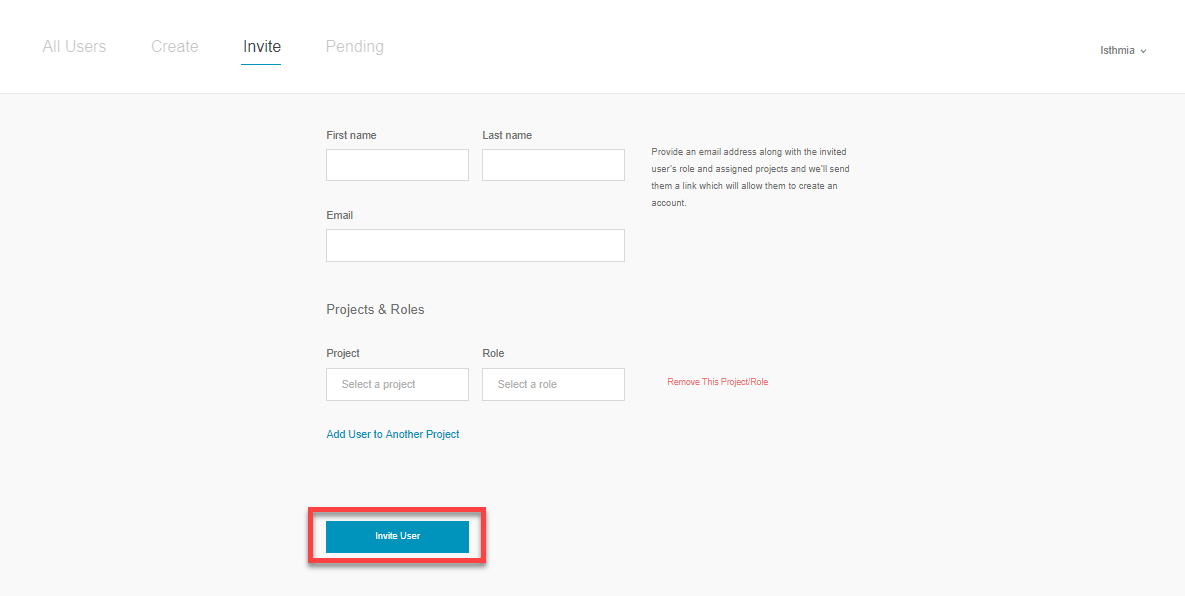 All Users Create Invite Pending
Isthmia
First name Last name
Provide an email address along with the invited
user's role and assigned projects and we'll send
them a link which will allow them to create an
account.
Email
Projects & Roles
Project Role
Select a project Select a role Remove This Project/Role
Add User to Another Project
Invite User